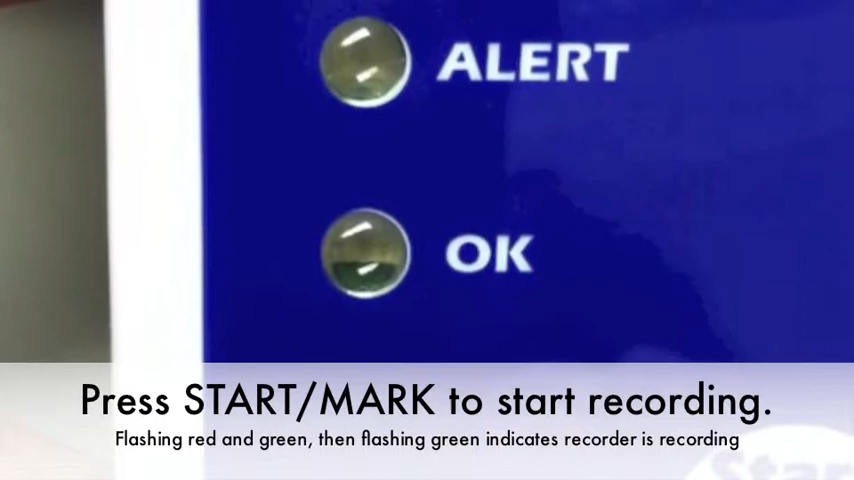 ALERT
OK
Press START/MARK to start recording.
Flashing red and green, then flashing green indicates recorder is recording
Star